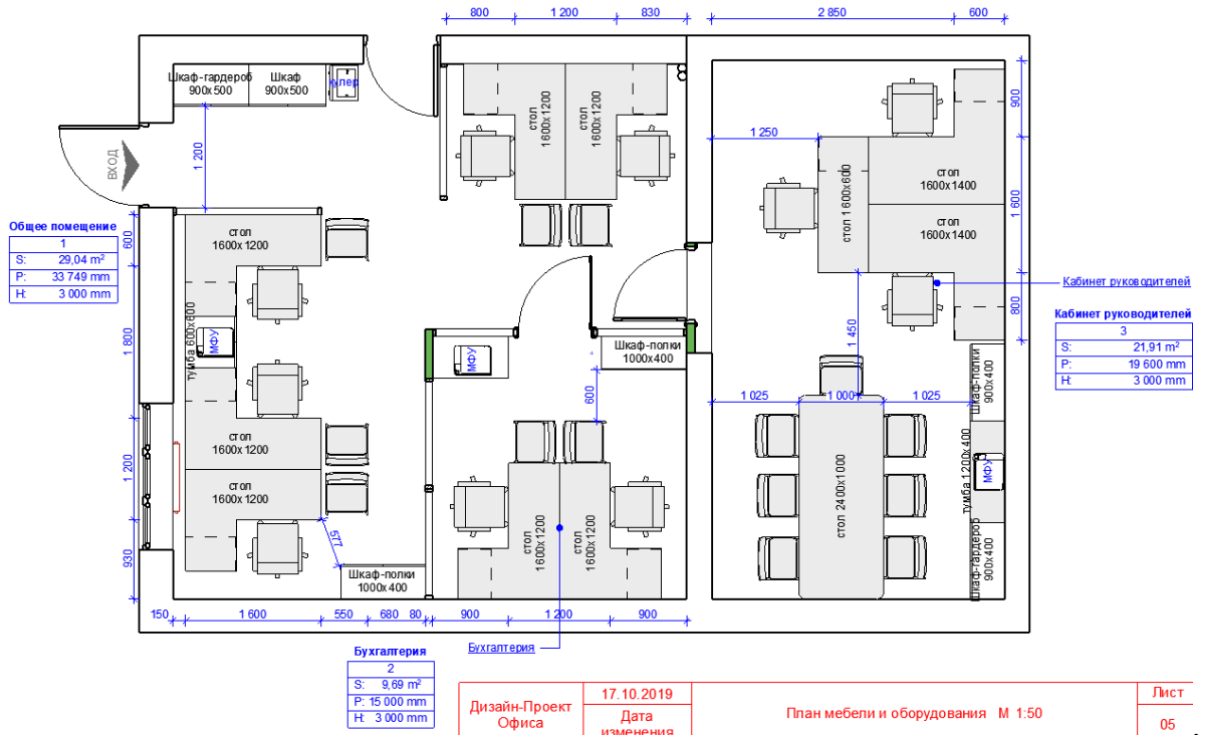 800
1 200
830
2 850
600
Шкаф-гардероб
900x500
Шкаф
900x500
кулер
стол
1600x1200
стол
1600x1200
900
1 250
ВХОД
1 200
стол
1600x1400
стол 1600x600
1 600
стол
1600x1400
Общее помещение
1
S: 29,04 m²
P: 33 749 mm
H: 3 000 mm
600
стол
1600x1200
тумба 600x600
МФУ
1 800
Кабинет руководителей
800
1 450
Кабинет руководителей
3
S: 21,91 m²
P: 19 600 mm
H: 3 000 mm
МФУ
Шкаф-полки
1000x400
600
Шкаф-полки
900x400
1 025
1 000
1 025
стол
1600x1200
1 200
стол
1600x1200
стол 2400x1000
тумба 1200x400
МФУ
577
930
стол
1600x1200
стол
1600x1200
Шкаф-гардероб
900x400
Шкаф-полки
1000x400
150
1 600
550
680
80
900
1 200
900
Бухгалтерия
Бухгалтерия
2
S: 9,69 m²
P: 15 000 mm
H: 3 000 mm
Дизайн-Проект
Офиса
17.10.2019
Дата
изменения
План мебели и оборудования М 1:50
Лист
05